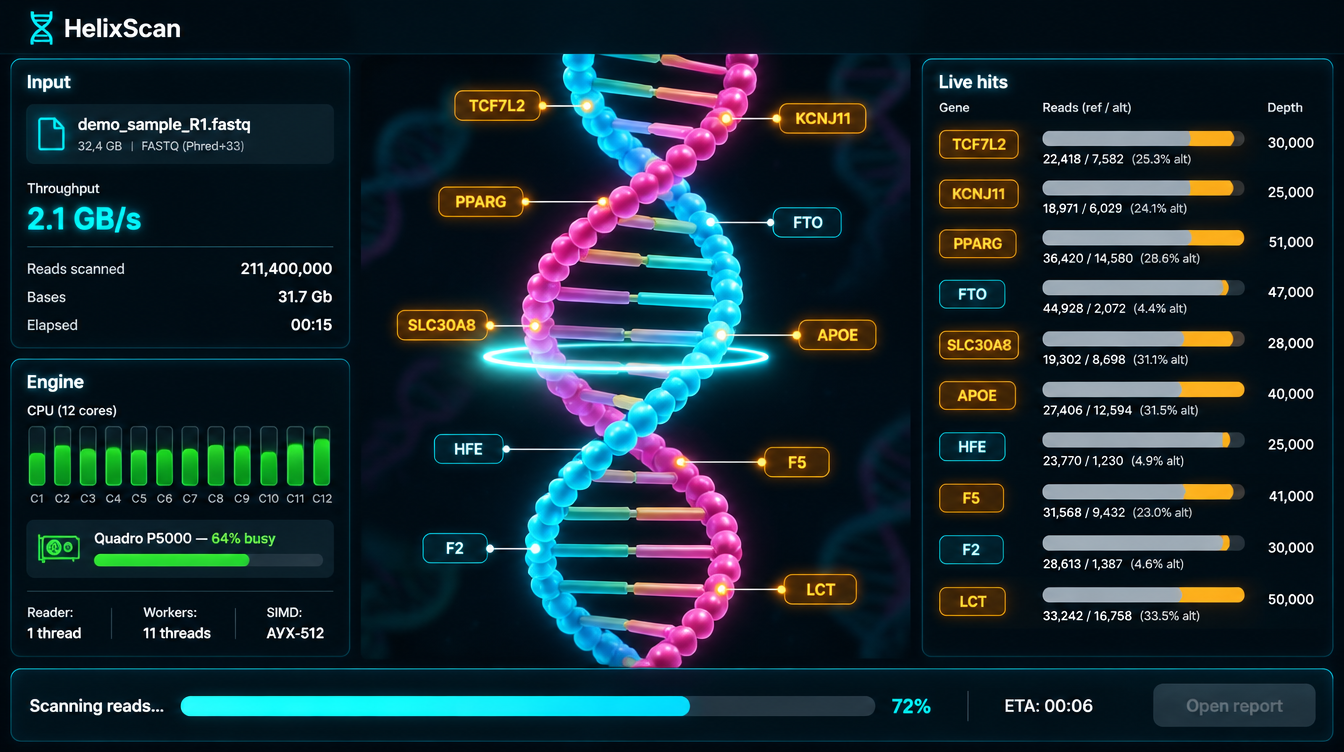 HelixScan
Input
demo_sample_R1.fastq
32,4 GB | FASTQ (Phred+33)
Throughput
2.1 GB/s
Reads scanned 211,400,000
Bases 31.7 Gb
Elapsed 00:15
Engine
CPU (12 cores)
C1 C2 C3 C4 C5 C6 C7 C8 C9 C10 C11 C12
Quadro P5000 — 64% busy
Reader: Workers: SIMD:
1 thread 11 threads AYX-512
TCF7L2
KCNJ11
PPARG
FTO
SLC30A8
APOE
HFE
F5
F2
LCT
Live hits
Gene Reads (ref / alt) Depth
TCF7L2 30,000
22,418 / 7,582 (25.3% alt)
KCNJ11 25,000
18,971 / 6,029 (24.1% alt)
PPARG 51,000
36,420 / 14,580 (28.6% alt)
FTO 47,000
44,928 / 2,072 (4.4% alt)
SLC30A8 28,000
19,302 / 8,698 (31.1% alt)
APOE 40,000
27,406 / 12,594 (31.5% alt)
HFE 25,000
23,770 / 1,230 (4.9% alt)
F5 41,000
31,568 / 9,432 (23.0% alt)
F2 30,000
28,613 / 1,387 (4.6% alt)
LCT 50,000
33,242 / 16,758 (33.5% alt)
Scanning reads... 72% ETA: 00:06 Open report